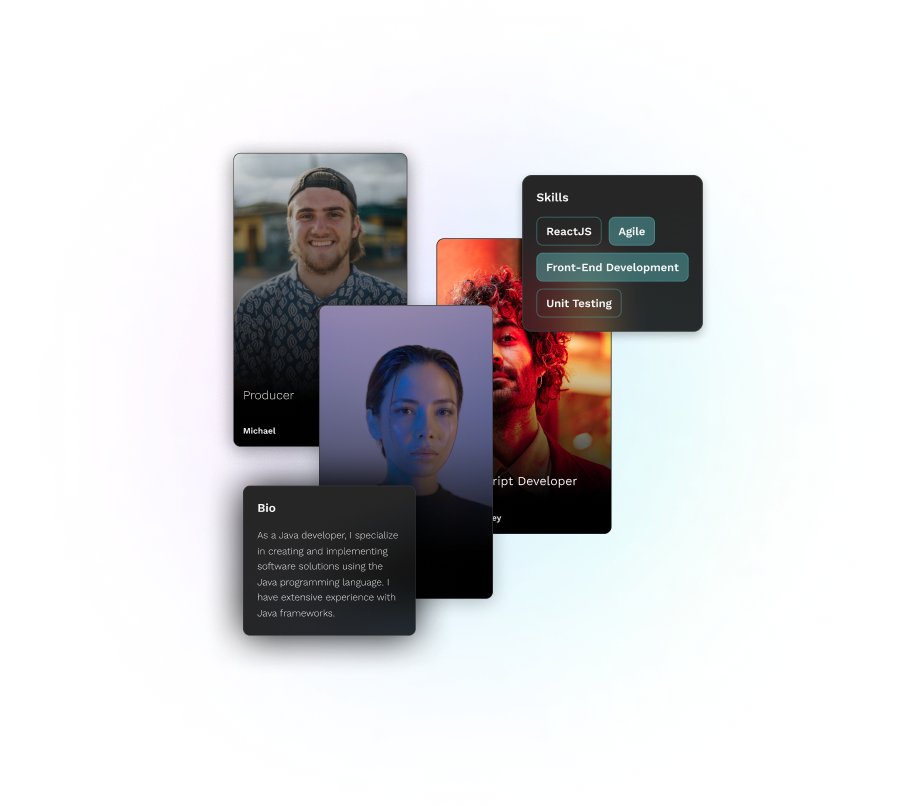 Skills
ReactJS
Agile
Front-End Development
Unit Testing
Producer
Michael
ript Developer
ey
Bio
As a Java developer, I specialize
in creating and implementing
software solutions using the
Java programming language. I
have extensive experience with
Java frameworks.